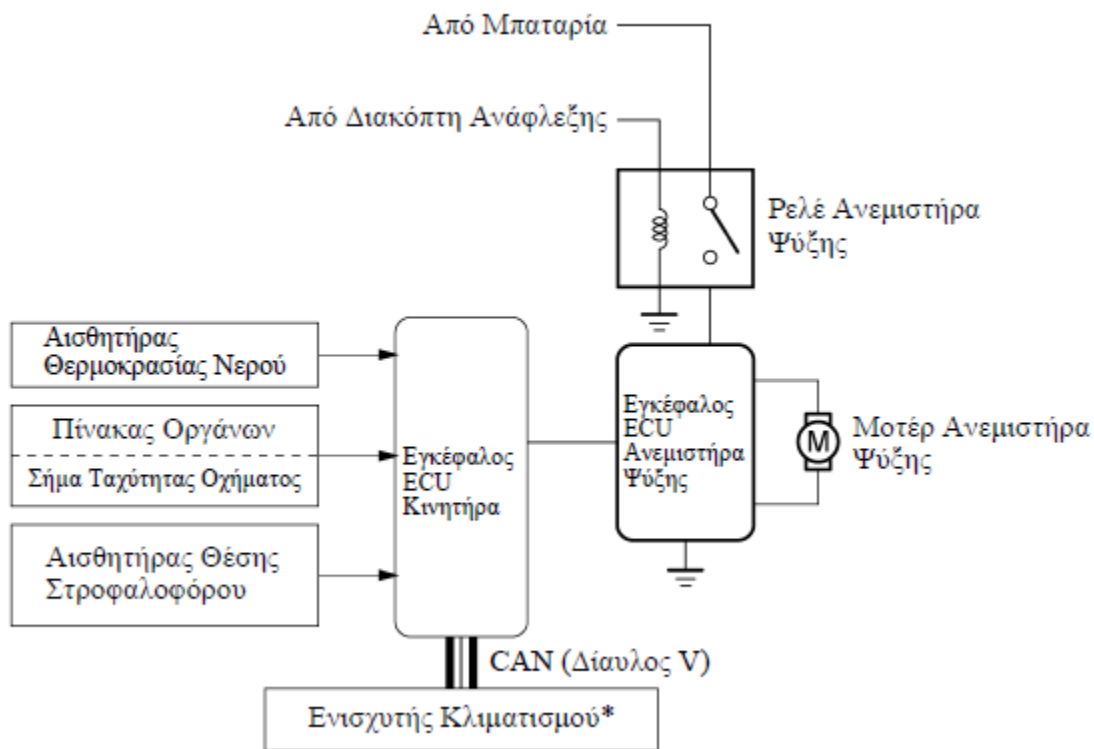 Από Μπαταρία
Από Διακόπτη Ανάφλεξης
Ρελέ Ανεμιστήρα
Ψύξης
Αισθητήρας
Θερμοκρασίας Νερού
Πίνακας Οργάνων
Σήμα Ταχύτητας Οχήματος
Αισθητήρας Θέσης
Στροφαλοφόρου
Εγκέφαλος
ECU
Κινητήρα
Εγκέφαλος
ECU
Ανεμιστήρα
Ψύξης
M
Μοτέρ Ανεμιστήρα
Ψύξης
CAN (Δίαυλος V)
Ενισχυτής Κλιματισμού*